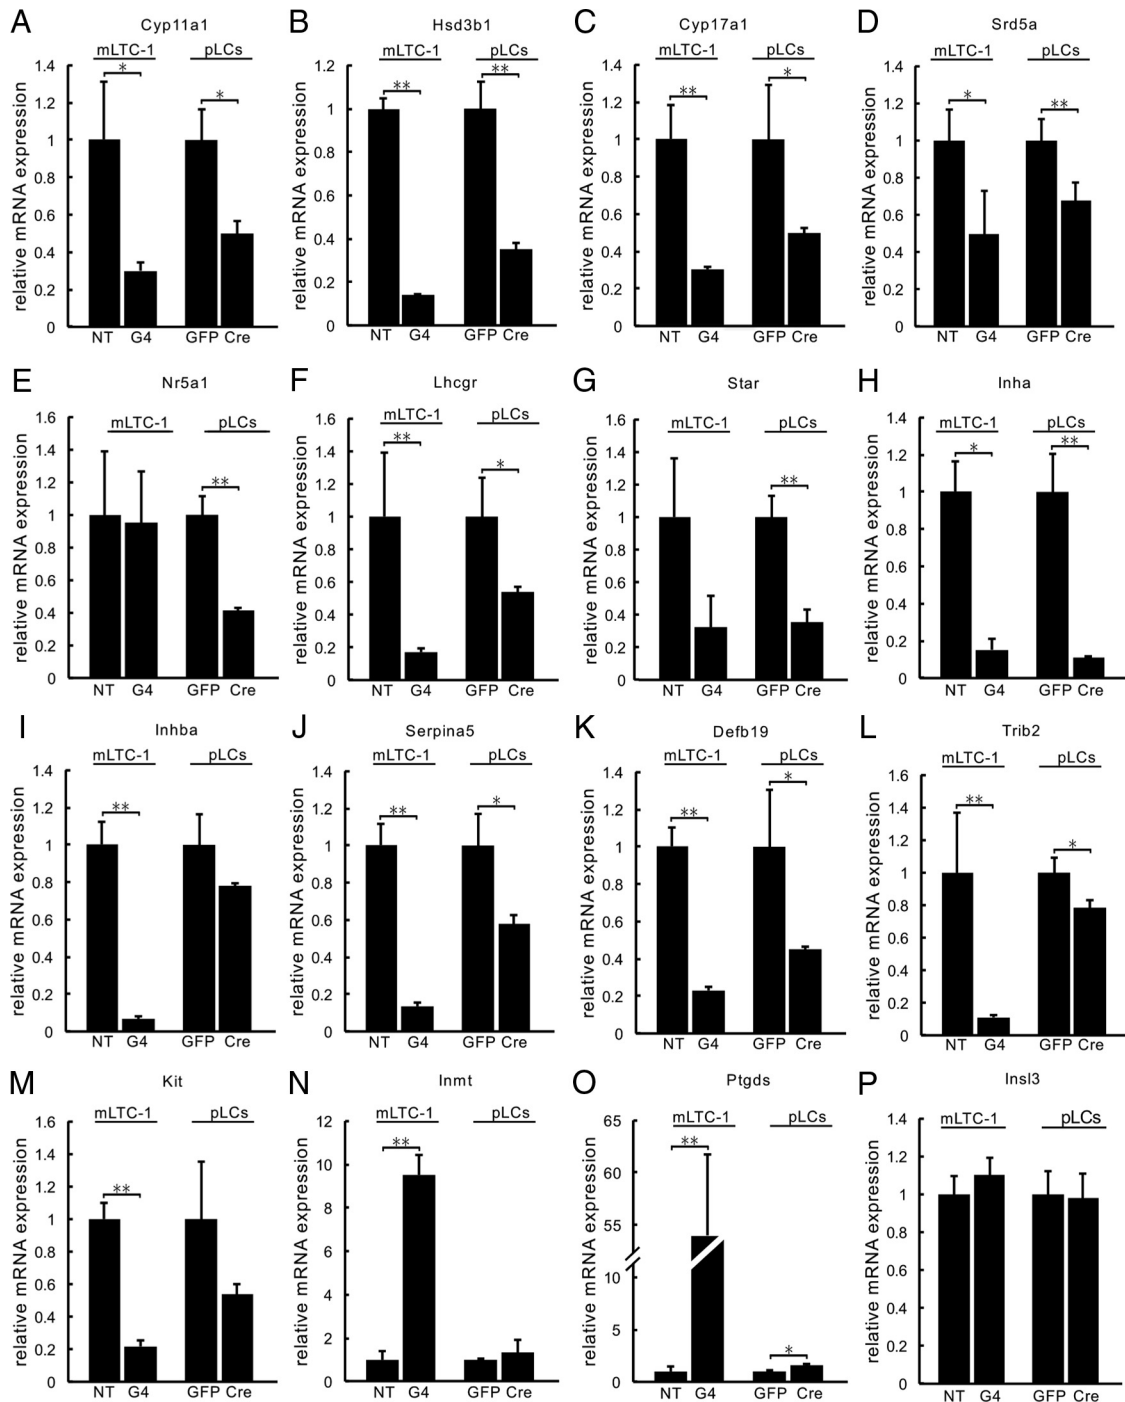 A Cyp11a1
mLTC-1 pLCs
relative mRNA expression
1.4
1.2
1
0.8
0.6
0.4
0.2
0
* *
NT G4 GFP Cre
B Hsd3b1
mLTC-1 pLCs
relative mRNA expression
1.2
1
0.8
0.6
0.4
0.2
0
** **
NT G4 GFP Cre
C Cyp17a1
mLTC-1 pLCs
relative mRNA expression
1.4
1.2
1
0.8
0.6
0.4
0.2
0
** *
NT G4 GFP Cre
D Srd5a
mLTC-1 pLCs
relative mRNA expression
1.4
1.2
1
0.8
0.6
0.4
0.2
0
* **
NT G4 GFP Cre
E Nr5a1
mLTC-1 pLCs
relative mRNA expression
1.6
1.4
1.2
1
0.8
0.6
0.4
0.2
0
**
NT G4 GFP Cre
F Lhcgr
mLTC-1 pLCs
relative mRNA expression
1.6
1.4
1.2
1
0.8
0.6
0.4
0.2
0
** *
NT G4 GFP Cre
G Star
mLTC-1 pLCs
relative mRNA expression
1.6
1.4
1.2
1
0.8
0.6
0.4
0.2
0
**
NT G4 GFP Cre
H Inha
mLTC-1 pLCs
relative mRNA expression
1.4
1.2
1
0.8
0.6
0.4
0.2
0
* **
NT G4 GFP Cre
I Inhba
mLTC-1 pLCs
relative mRNA expression
1.4
1.2
1
0.8
0.6
0.4
0.2
0
**
NT G4 GFP Cre
J Serpina5
mLTC-1 pLCs
relative mRNA expression
1.4
1.2
1
0.8
0.6
0.4
0.2
0
** *
NT G4 GFP Cre
K Defb19
mLTC-1 pLCs
relative mRNA expression
1.4
1.2
1
0.8
0.6
0.4
0.2
0
** *
NT G4 GFP Cre
L Trib2
mLTC-1 pLCs
relative mRNA expression
1.6
1.4
1.2
1
0.8
0.6
0.4
0.2
0
** *
NT G4 GFP Cre
M Kit
mLTC-1 pLCs
relative mRNA expression
1.6
1.4
1.2
1
0.8
0.6
0.4
0.2
0
**
NT G4 GFP Cre
N Inmt
mLTC-1 pLCs
relative mRNA expression
12
10
8
6
4
2
0
**
NT G4 GFP Cre
O Ptgds
mLTC-1 pLCs
relative mRNA expression
65
60
55
10
5
0
** *
NT G4 GFP Cre
P Insl3
mLTC-1 pLCs
relative mRNA expression
1.4
1.2
1
0.8
0.6
0.4
0.2
0
NT G4 GFP Cre